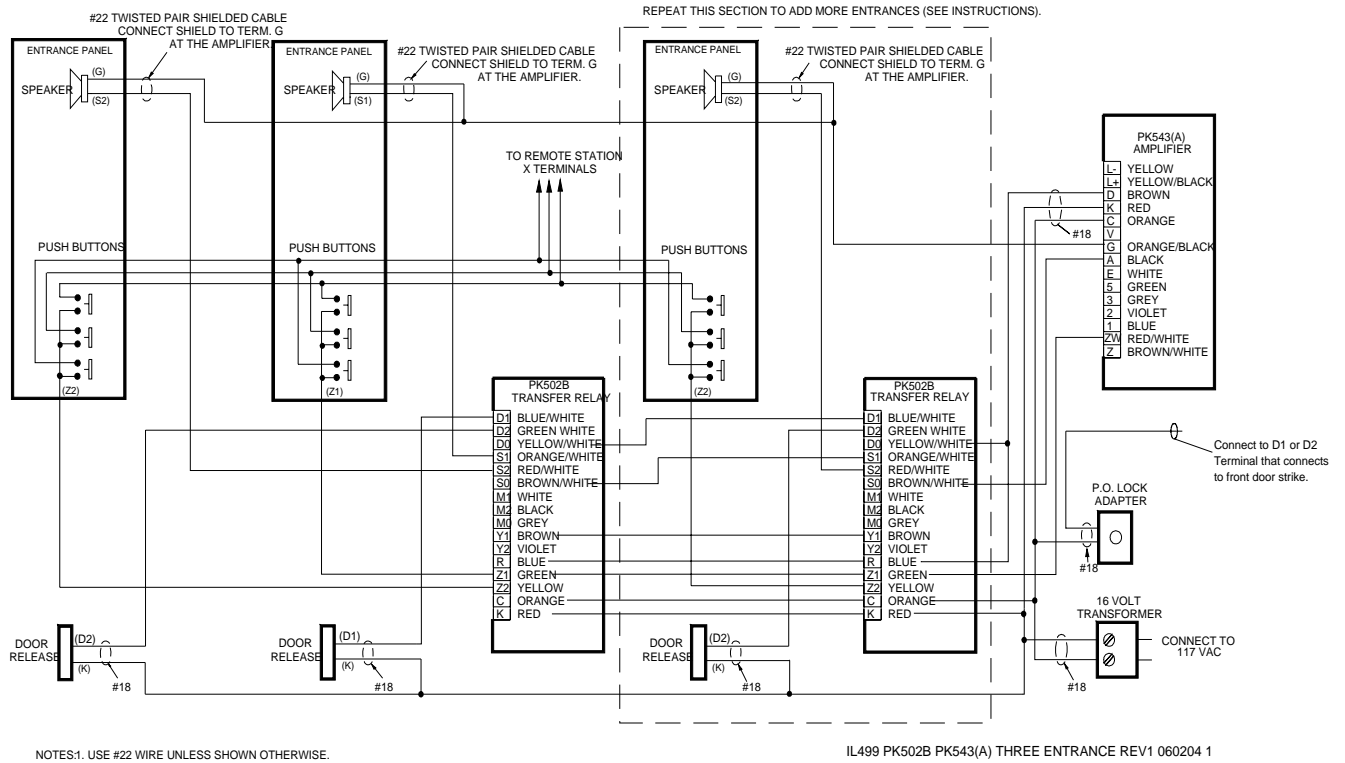 REPEAT THIS SECTION TO ADD MORE ENTRANCES (SEE INSTRUCTIONS).
#22 TWISTED PAIR SHIELDED CABLE
CONNECT SHIELD TO TERM. G
AT THE AMPLIFIER.
ENTRANCE PANEL
SPEAKER
(G)
(S2)
PUSH BUTTONS
(Z2)
ENTRANCE PANEL
#22 TWISTED PAIR SHIELDED CABLE
CONNECT SHIELD TO TERM. G
AT THE AMPLIFIER.
SPEAKER
(G)
(S1)
PUSH BUTTONS
(Z1)
TO REMOTE STATION
X TERMINALS
ENTRANCE PANEL
#22 TWISTED PAIR SHIELDED CABLE
CONNECT SHIELD TO TERM. G
AT THE AMPLIFIER.
SPEAKER
(G)
(S2)
PUSH BUTTONS
(Z2)
PK543(A)
AMPLIFIER
L- YELLOW
L+ YELLOW/BLACK
D BROWN
K RED
C ORANGE
V
G ORANGE/BLACK
A BLACK
E WHITE
5 GREEN
3 GREY
2 VIOLET
1 BLUE
ZW RED/WHITE
Z BROWN/WHITE
#18
PK502B
TRANSFER RELAY
D1 BLUE/WHITE
D2 GREEN WHITE
D0 YELLOW/WHITE
S1 ORANGE/WHITE
S2 RED/WHITE
S0 BROWN/WHITE
M1 WHITE
M2 BLACK
M0 GREY
Y1 BROWN
Y2 VIOLET
R BLUE
Z1 GREEN
Z2 YELLOW
C ORANGE
K RED
PK502B
TRANSFER RELAY
D1 BLUE/WHITE
D2 GREEN WHITE
D0 YELLOW/WHITE
S1 ORANGE/WHITE
S2 RED/WHITE
S0 BROWN/WHITE
M1 WHITE
M2 BLACK
M0 GREY
Y1 BROWN
Y2 VIOLET
R BLUE
Z1 GREEN
Z2 YELLOW
C ORANGE
K RED
Connect to D1 or D2
Terminal that connects
to front door strike.
P.O. LOCK
ADAPTER
#18
16 VOLT
TRANSFORMER
CONNECT TO
117 VAC
#18
DOOR
RELEASE
(D2)
(K)
#18
DOOR
RELEASE
(D1)
(K)
#18
DOOR
RELEASE
(D2)
(K)
#18
NOTES:1. USE #22 WIRE UNLESS SHOWN OTHERWISE.
IL499 PK502B PK543(A) THREE ENTRANCE REV1 060204 1